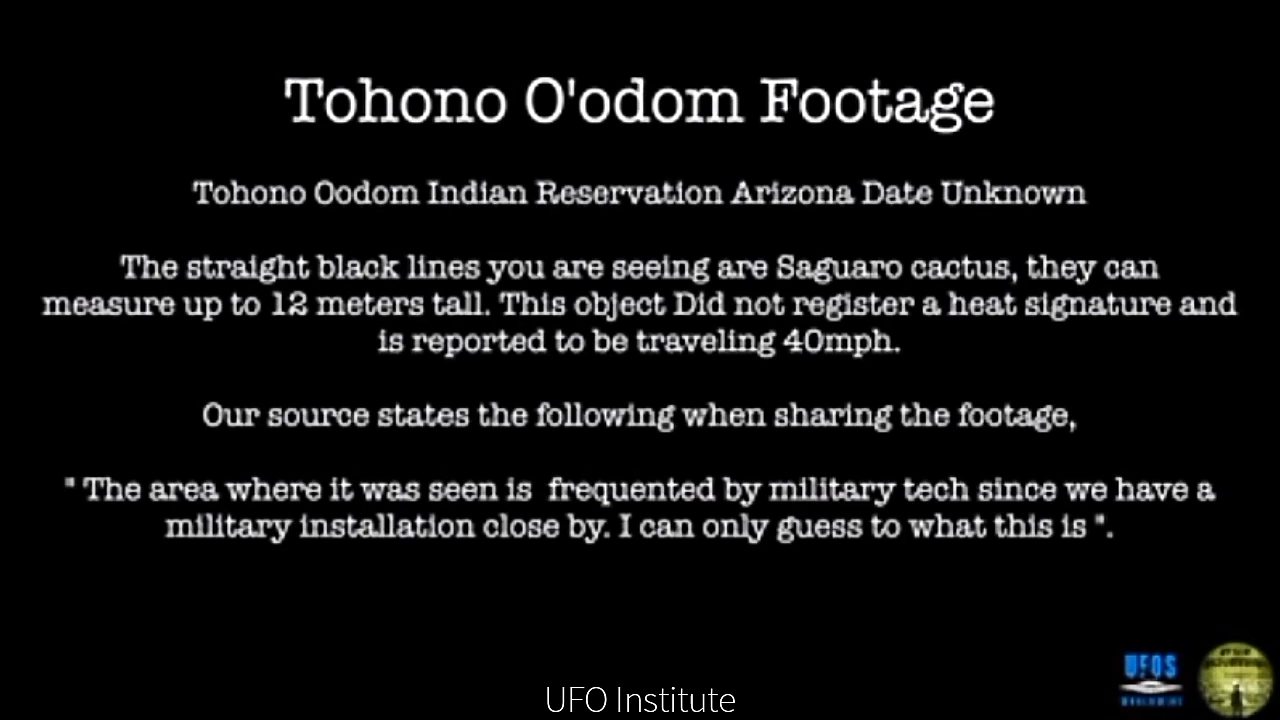 Tohono O'odom Footage
Tohono Oodom Indian Reservation Arizona Date Unknown
The straight black lines you are seeing are Saguaro cactus, they can
measure up to 12 meters tall. This object Did not register a heat signature and
is reported to be traveling 40mph.
Our source states the following when sharing the footage,
" The area where it was seen is  frequented by military tech since we have a
military installation close by. I can only guess to what this is ".
UFOS
WORLDWIDE
UFO Institute